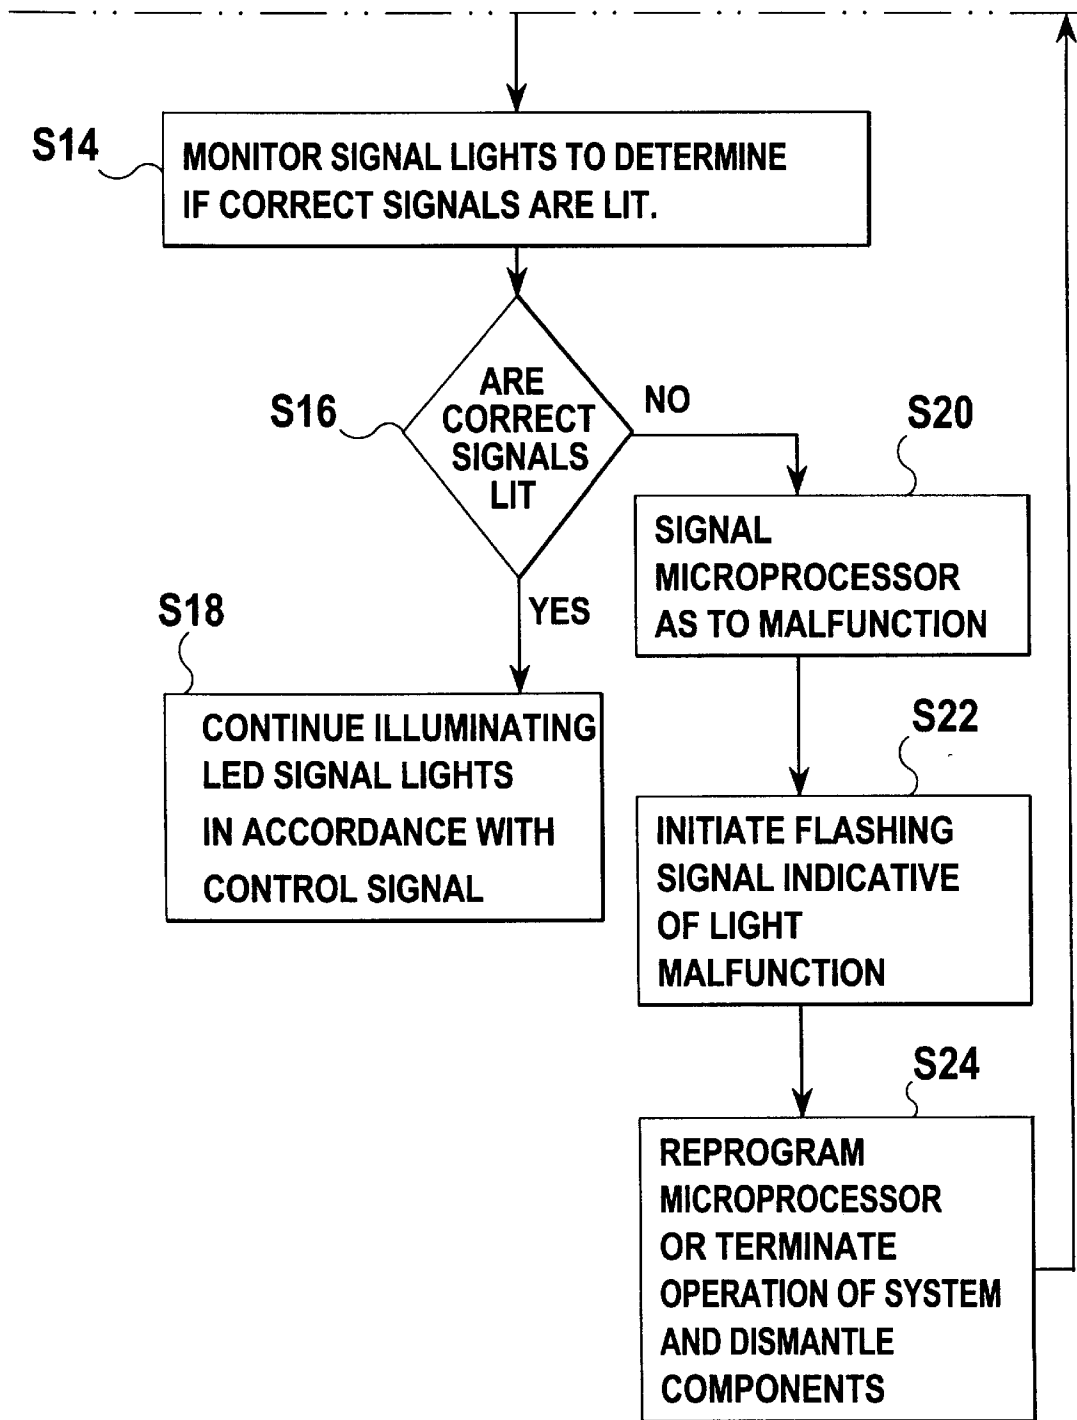 S14
MONITOR SIGNAL LIGHTS TO DETERMINE
IF CORRECT SIGNALS ARE LIT.
S16
ARE
CORRECT
SIGNALS
LIT
NO
YES
S18
CONTINUE ILLUMINATING
LED SIGNAL LIGHTS
IN ACCORDANCE WITH
CONTROL SIGNAL
S20
SIGNAL
MICROPROCESSOR
AS TO MALFUNCTION
S22
INITIATE FLASHING
SIGNAL INDICATIVE
OF LIGHT
MALFUNCTION
S24
REPROGRAM
MICROPROCESSOR
OR TERMINATE
OPERATION OF SYSTEM
AND DISMANTLE
COMPONENTS